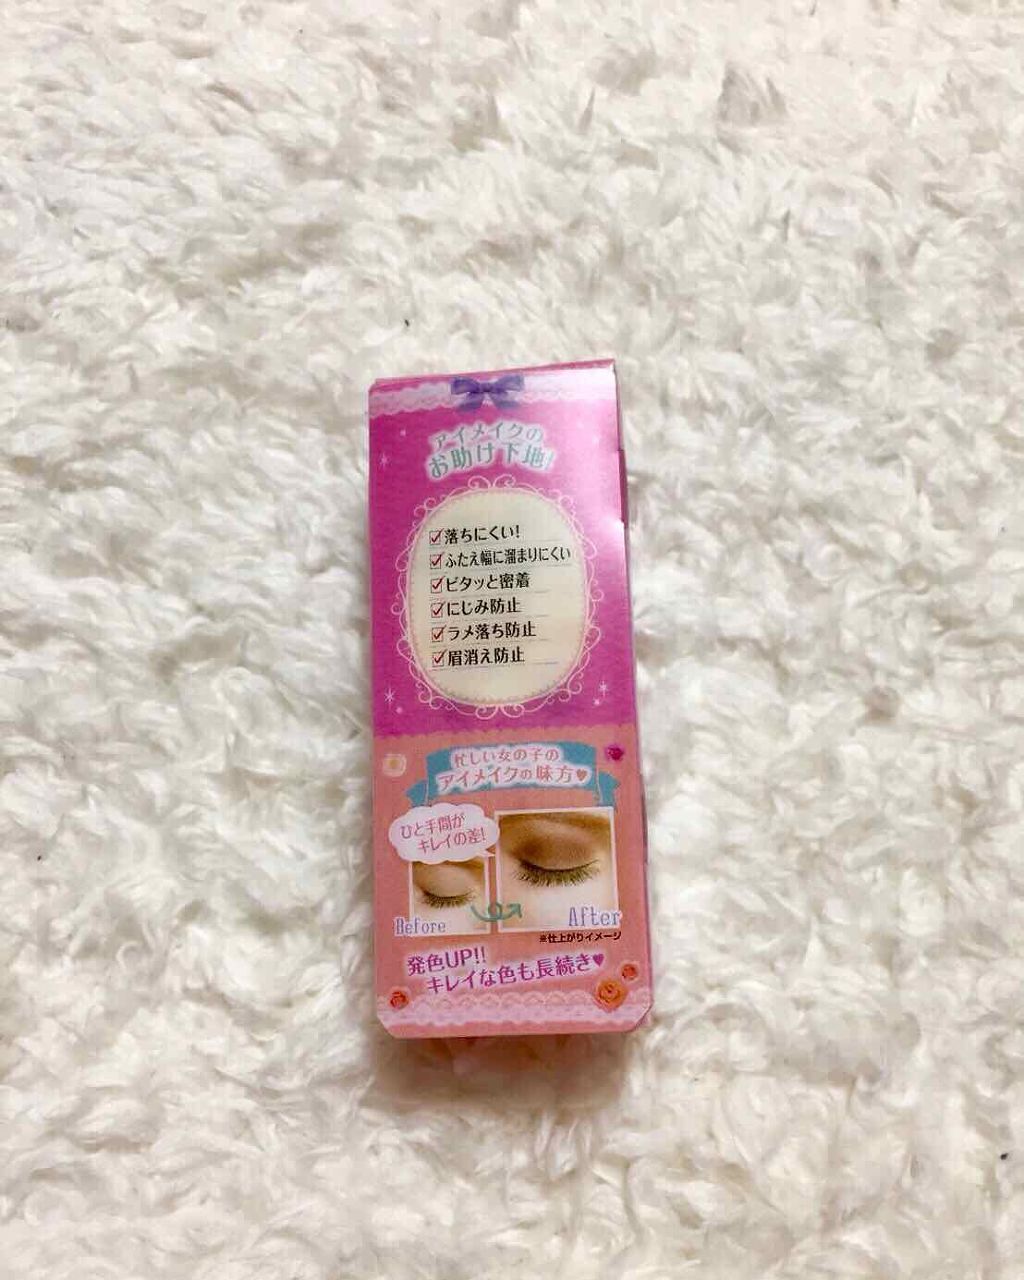 アイメイクの
お助け下地!
落ちにくい!
ふたえ幅に溜まりにくい
ピタッと密着
にじみ防止
ラメ落ち防止
眉消え防止
忙しい女の子の
アイメイクの味方♥
ひと手間が
キレイの差!
Before
After
※仕上がりイメージ
発色UP!!
キレイな色も長続き♥